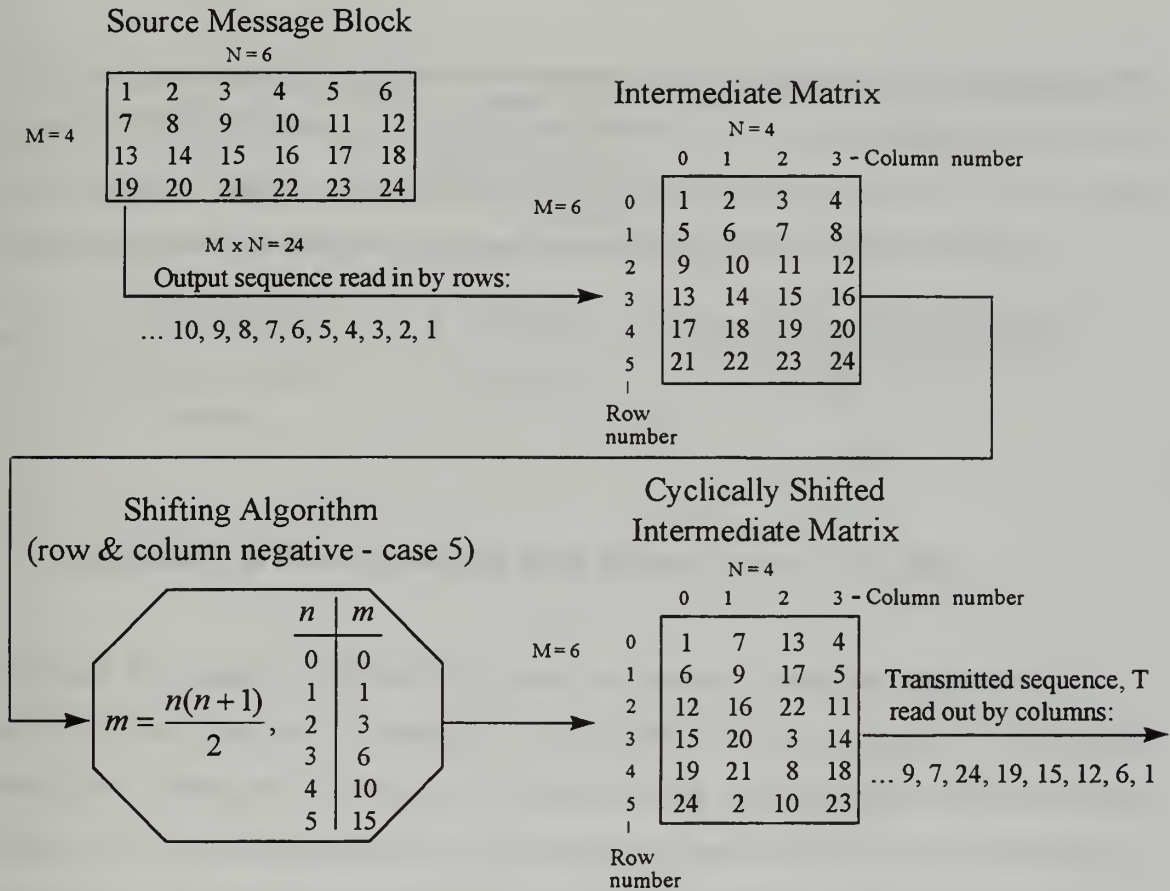 Source Message Block
N = 6
M = 4
1 2 3 4 5 6
7 8 9 10 11 12
13 14 15 16 17 18
19 20 21 22 23 24
M x N = 24
Output sequence read in by rows:
... 10, 9, 8, 7, 6, 5, 4, 3, 2, 1
Intermediate Matrix
N = 4
0 1 2 3 - Column number
M = 6
0 1 2 3 4
1 5 6 7 8
2 9 10 11 12
3 13 14 15 16
4 17 18 19 20
5 21 22 23 24
Row
number
Shifting Algorithm
(row & column negative - case 5)
m = n(n+1)/2 ,
n m
0 0
1 1
2 3
3 6
4 10
5 15
Cyclically Shifted
Intermediate Matrix
N = 4
0 1 2 3 - Column number
M = 6
0 1 7 13 4
1 6 9 17 5
2 12 16 22 11
3 15 20 3 14
4 19 21 8 18
5 24 2 10 23
Row
number
Transmitted sequence, T
read out by columns:
... 9, 7, 24, 19, 15, 12, 6, 1